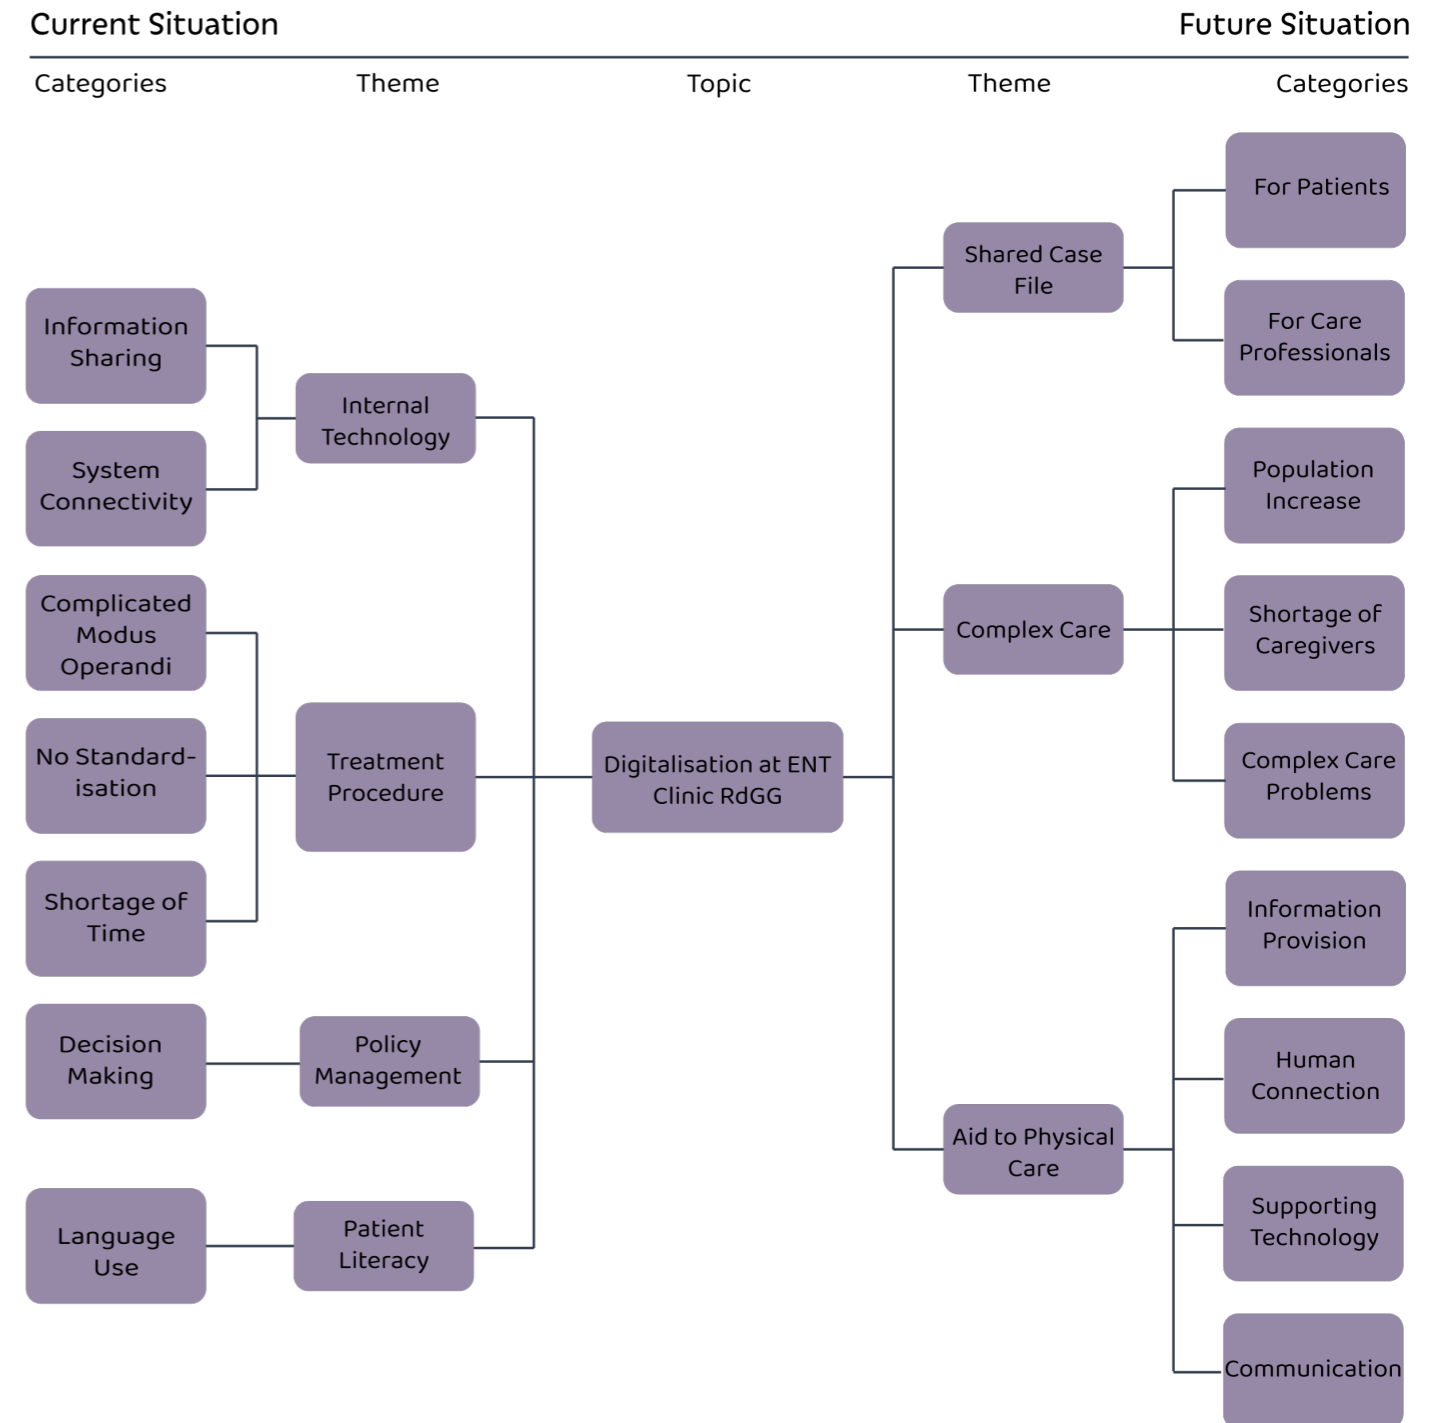 Current Situation
Future Situation
Categories
Theme
Topic
Theme
Categories
Information
Sharing
System
Connectivity
Complicated
Modus
Operandi
No Standard-
isation
Shortage of
Time
Decision
Making
Language
Use
Internal
Technology
Treatment
Procedure
Policy
Management
Patient
Literacy
Digitalisation at ENT
Clinic RdGG
Shared Case
File
Complex Care
Aid to Physical
Care
For Patients
For Care
Professionals
Population
Increase
Shortage of
Caregivers
Complex Care
Problems
Information
Provision
Human
Connection
Supporting
Technology
Communication